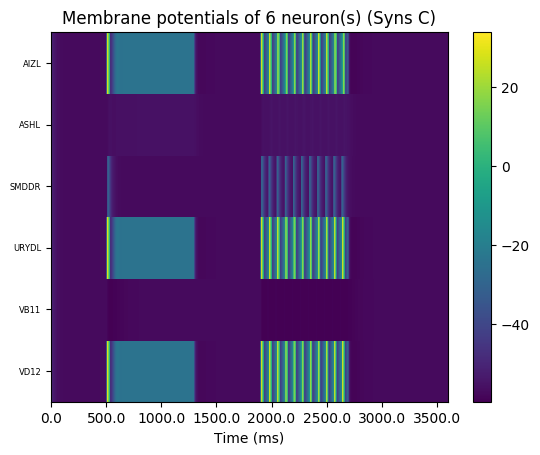 Membrane potentials of 6 neuron(s) (Syns C)
AIZL
ASHL
SMDDR
URYDL
VB11
VD12
0.0 500.0 1000.0 1500.0 2000.0 2500.0 3000.0 3500.0
Time (ms)
20
0
−20
−40